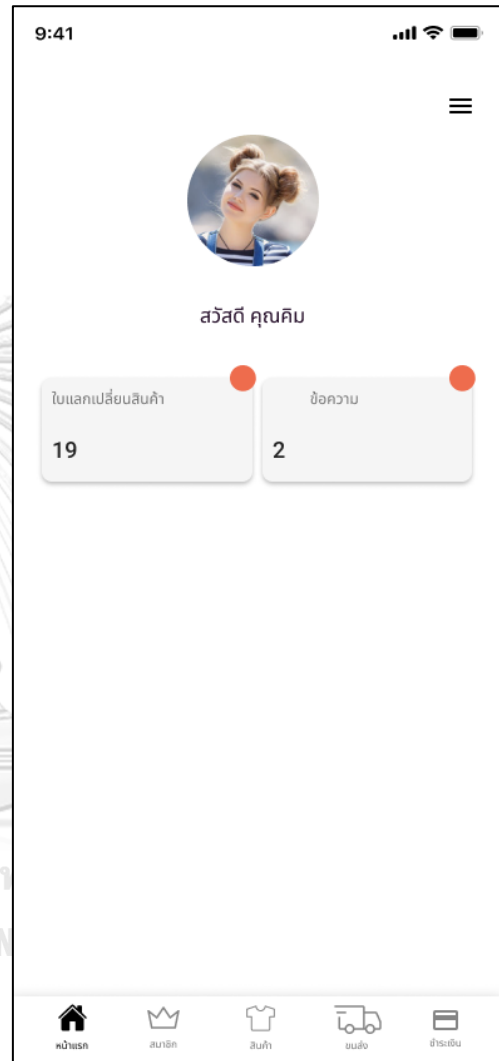 9:41
สวัสดี คุณคิม
ใบแลกเปลี่ยนสินค้า
19
ข้อความ
2
หน้าแรก
สมาชิก
สินค้า
ขนส่ง
ชำระเงิน